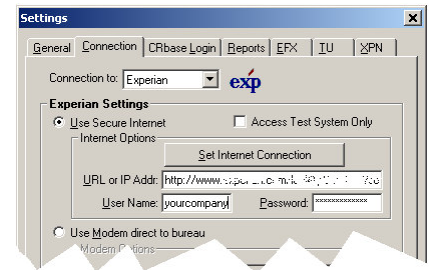 Settings
General Connection CRbase Login Reports EFX TU XPN
Connection to: Experian exp
Experian Settings
Use Secure Internet Access Test System Only
Internet Options
Set Internet Connection
URL or IP Addr: http://www.
User Name: yourcompany Password: ************
Use Modem direct to bureau
Modem Options